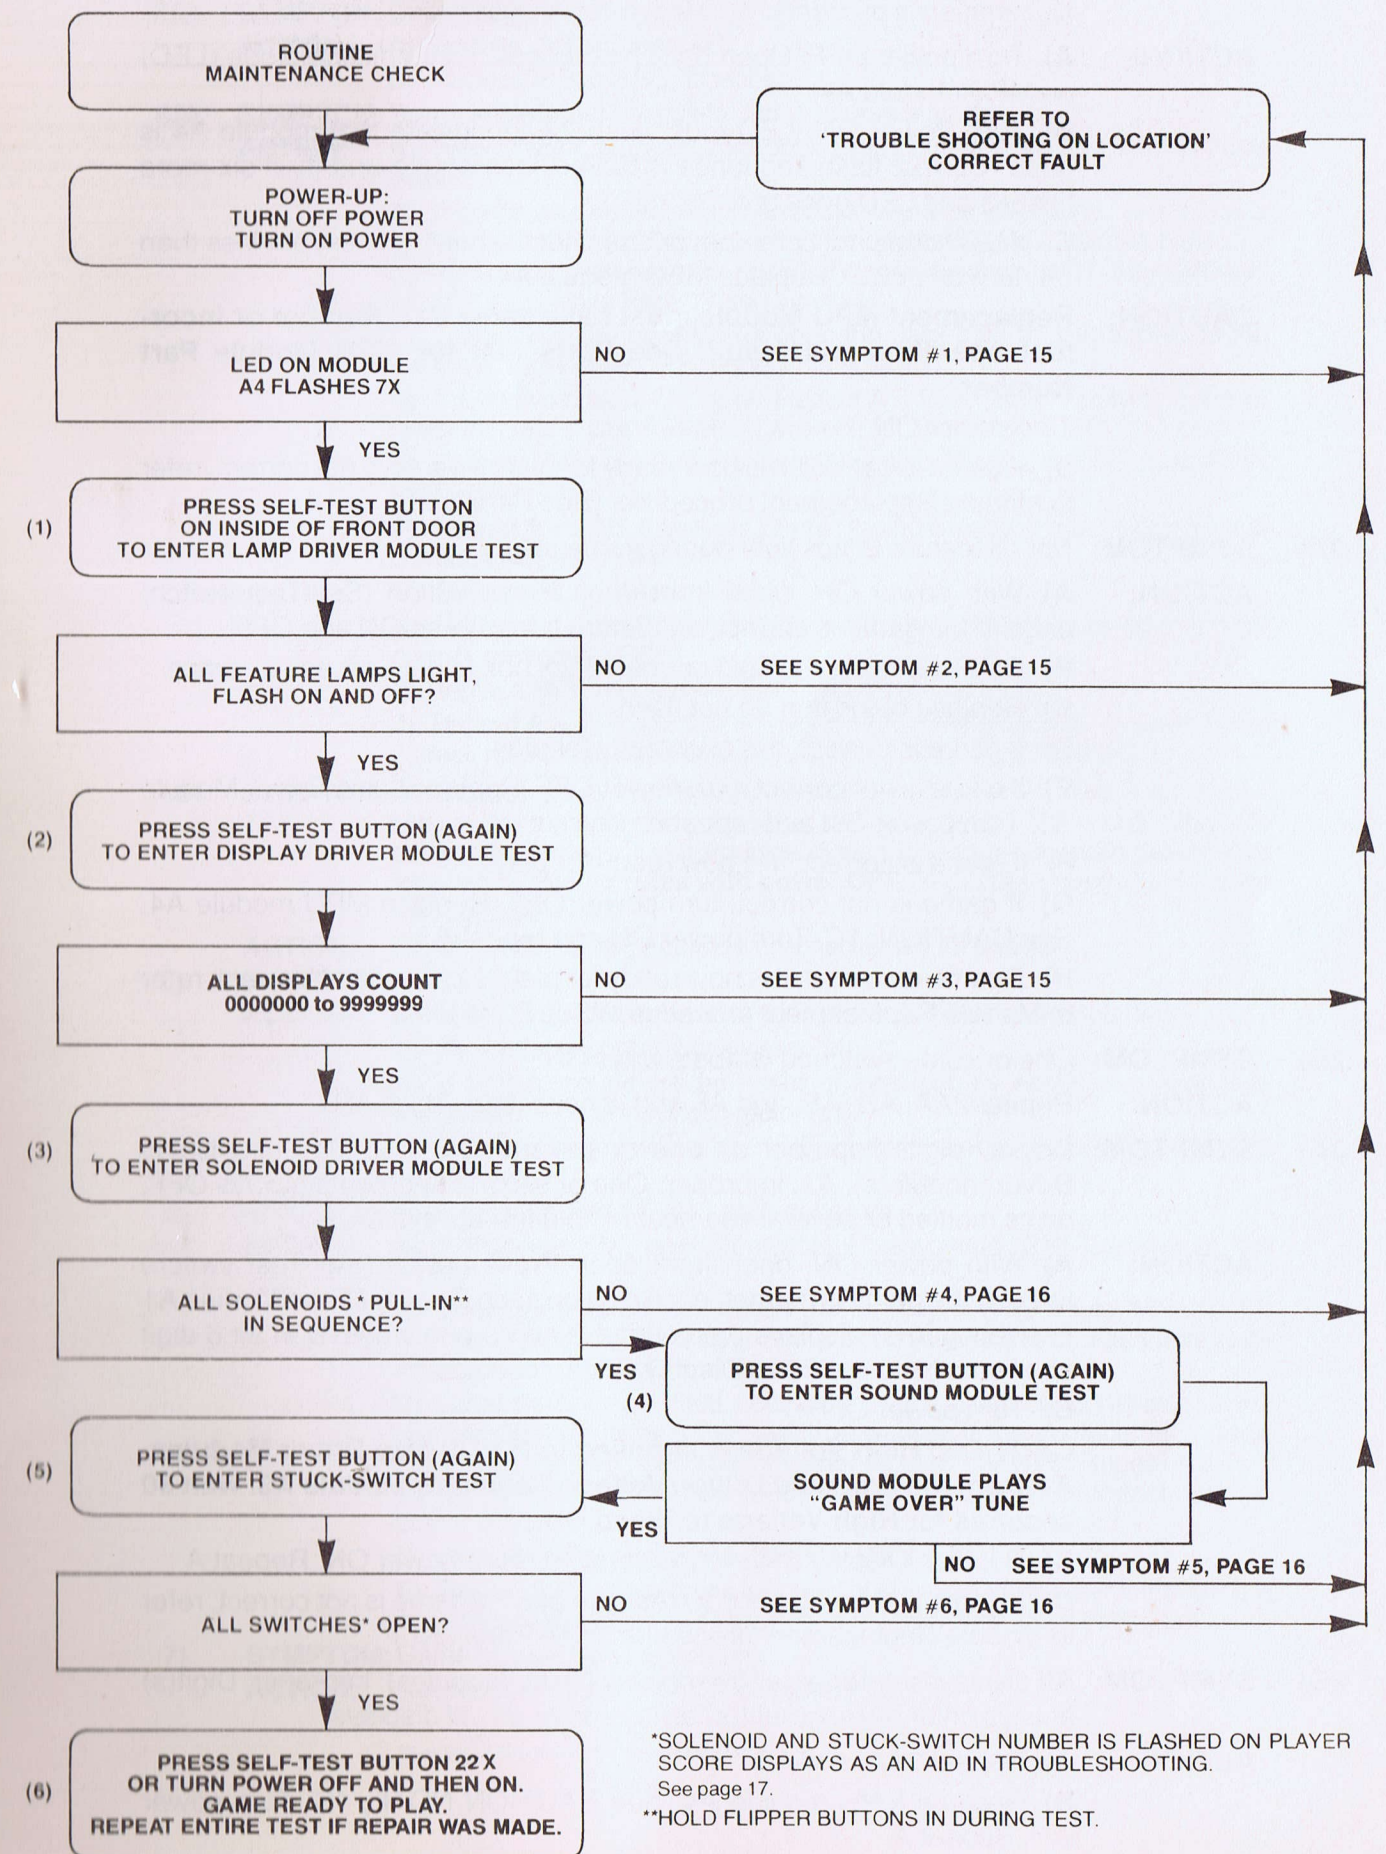 ROUTINE
MAINTENANCE CHECK
REFER TO
'TROUBLE SHOOTING ON LOCATION'
CORRECT FAULT
POWER-UP:
TURN OFF POWER
TURN ON POWER
LED ON MODULE
A4 FLASHES 7X
NO
SEE SYMPTOM #1, PAGE 15
YES
(1)
PRESS SELF-TEST BUTTON
ON INSIDE OF FRONT DOOR
TO ENTER LAMP DRIVER MODULE TEST
ALL FEATURE LAMPS LIGHT,
FLASH ON AND OFF?
NO
SEE SYMPTOM #2, PAGE 15
YES
(2)
PRESS SELF-TEST BUTTON (AGAIN)
TO ENTER DISPLAY DRIVER MODULE TEST
ALL DISPLAYS COUNT
0000000 to 9999999
NO
SEE SYMPTOM #3, PAGE 15
YES
(3)
PRESS SELF-TEST BUTTON (AGAIN)
TO ENTER SOLENOID DRIVER MODULE TEST
ALL SOLENOIDS * PULL-IN**
IN SEQUENCE?
NO
SEE SYMPTOM #4, PAGE 16
YES
(4)
PRESS SELF-TEST BUTTON (AGAIN)
TO ENTER SOUND MODULE TEST
SOUND MODULE PLAYS
"GAME OVER" TUNE
YES
NO SEE SYMPTOM #5, PAGE 16
(5)
PRESS SELF-TEST BUTTON (AGAIN)
TO ENTER STUCK-SWITCH TEST
ALL SWITCHES* OPEN?
NO
SEE SYMPTOM #6, PAGE 16
YES
(6)
PRESS SELF-TEST BUTTON 22 X
OR TURN POWER OFF AND THEN ON.
GAME READY TO PLAY.
REPEAT ENTIRE TEST IF REPAIR WAS MADE.
*SOLENOID AND STUCK-SWITCH NUMBER IS FLASHED ON PLAYER
SCORE DISPLAYS AS AN AID IN TROUBLESHOOTING.
See page 17.
**HOLD FLIPPER BUTTONS IN DURING TEST.